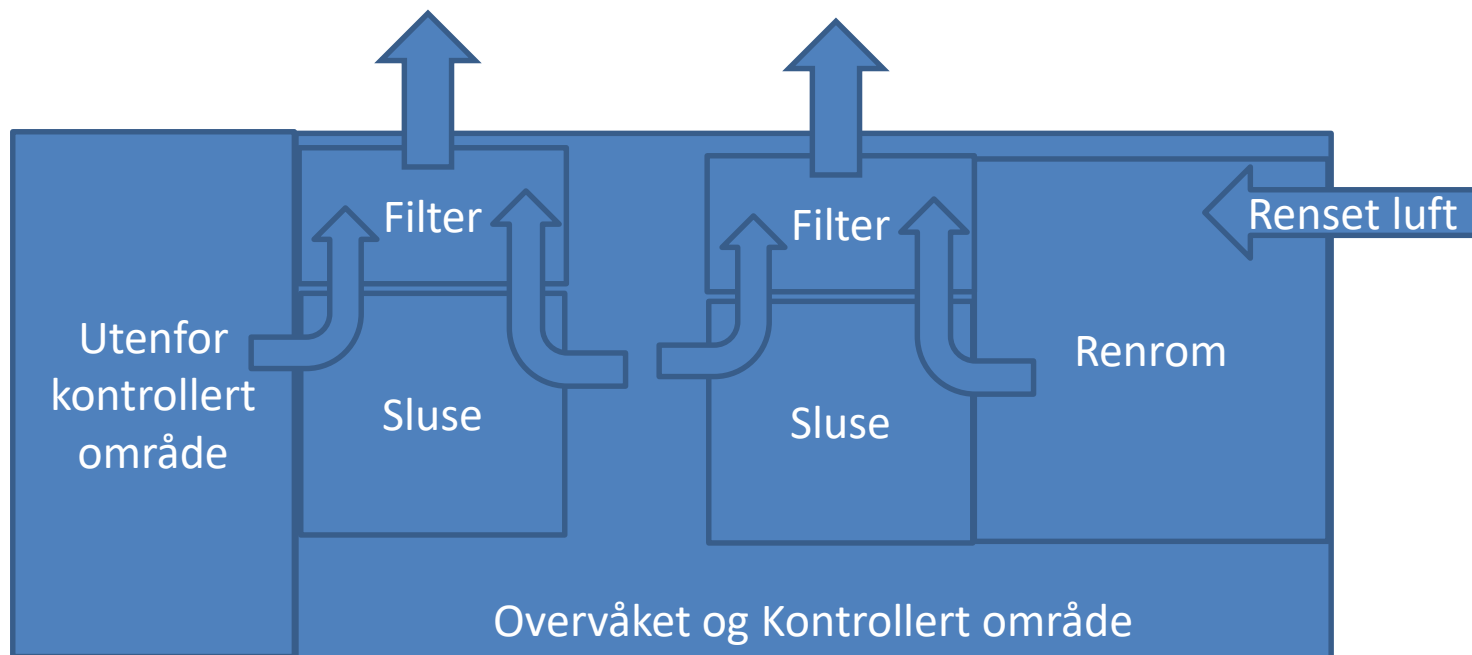 Utenfor
kontrollert
område
Filter
Sluse
Filter
Sluse
Renset luft
Renrom
Overvåket og Kontrollert område